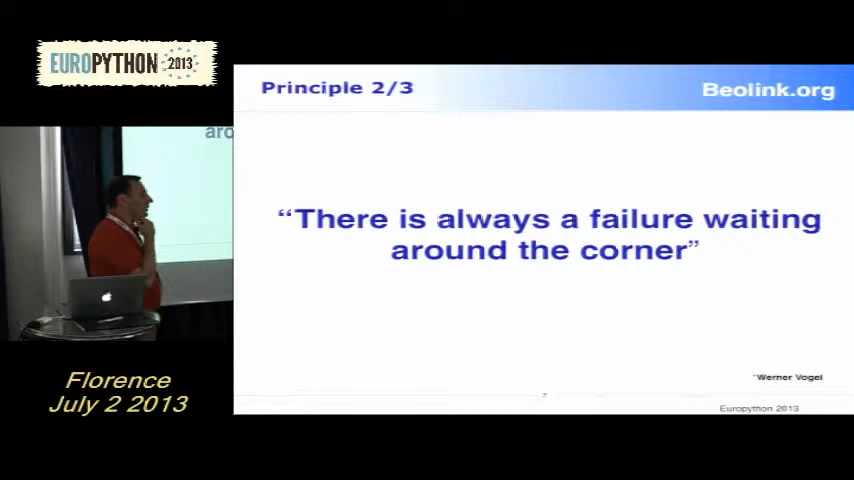 EUROPYTHON 2013
Principle 2/3
Beolink.org
aro
“There is always a failure waiting
around the corner”
*Werner Vogel
7
Europython 2013
Florence
July 2 2013